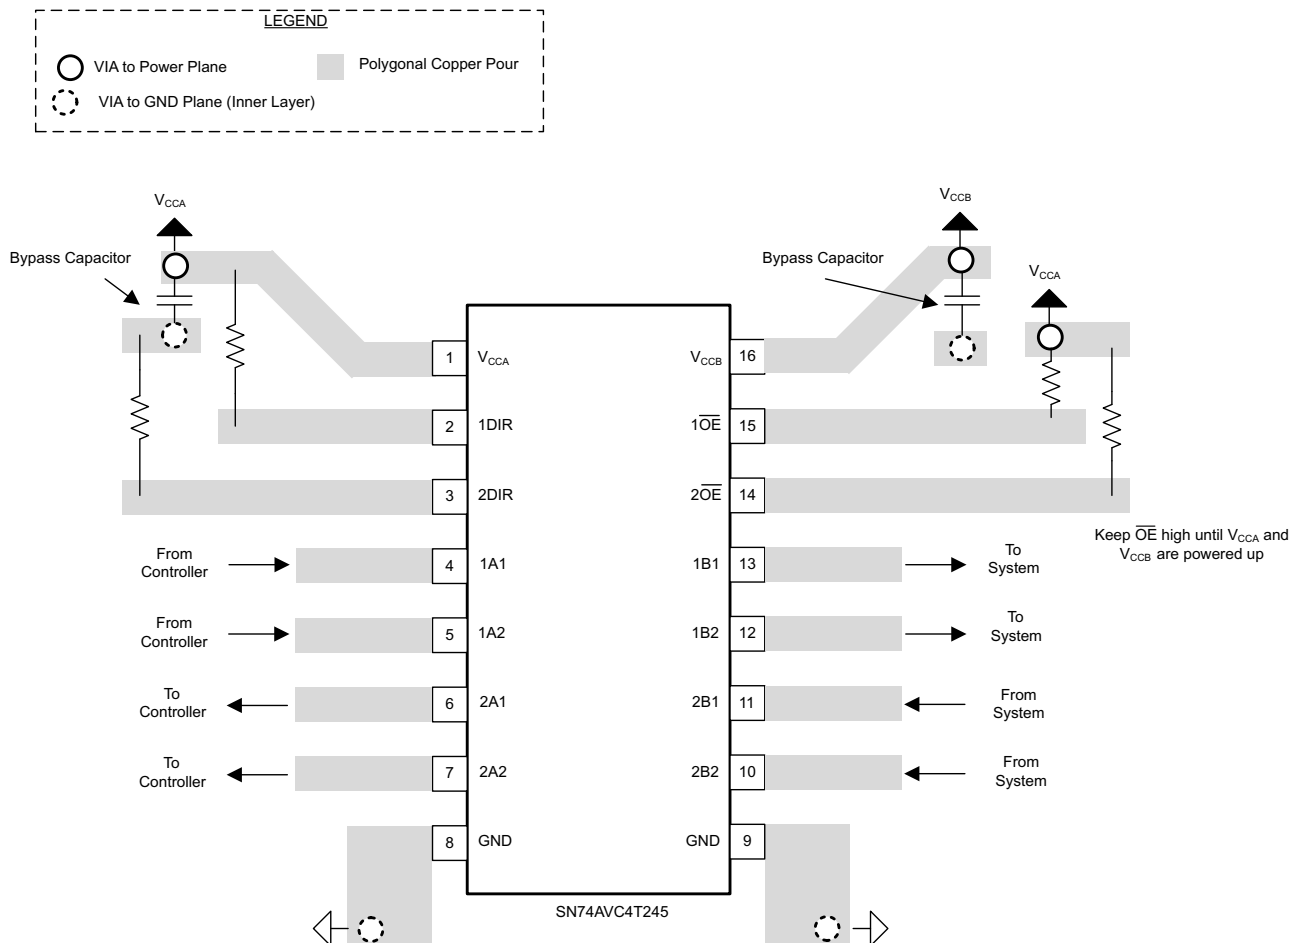 LEGEND
VIA to Power Plane
Polygonal Copper Pour
VIA to GND Plane (Inner Layer)
VCCA
Bypass Capacitor
VCCB
Bypass Capacitor
VCCA
1 VCCA
VCCB 16
2 1DIR
1O̅E̅ 15
3 2DIR
2O̅E̅ 14
Keep O̅E̅ high until VCCA and
VCCB are powered up
From
Controller
4 1A1
1B1 13
To
System
From
Controller
5 1A2
1B2 12
To
System
To
Controller
6 2A1
2B1 11
From
System
To
Controller
7 2A2
2B2 10
From
System
8 GND
GND 9
SN74AVC4T245